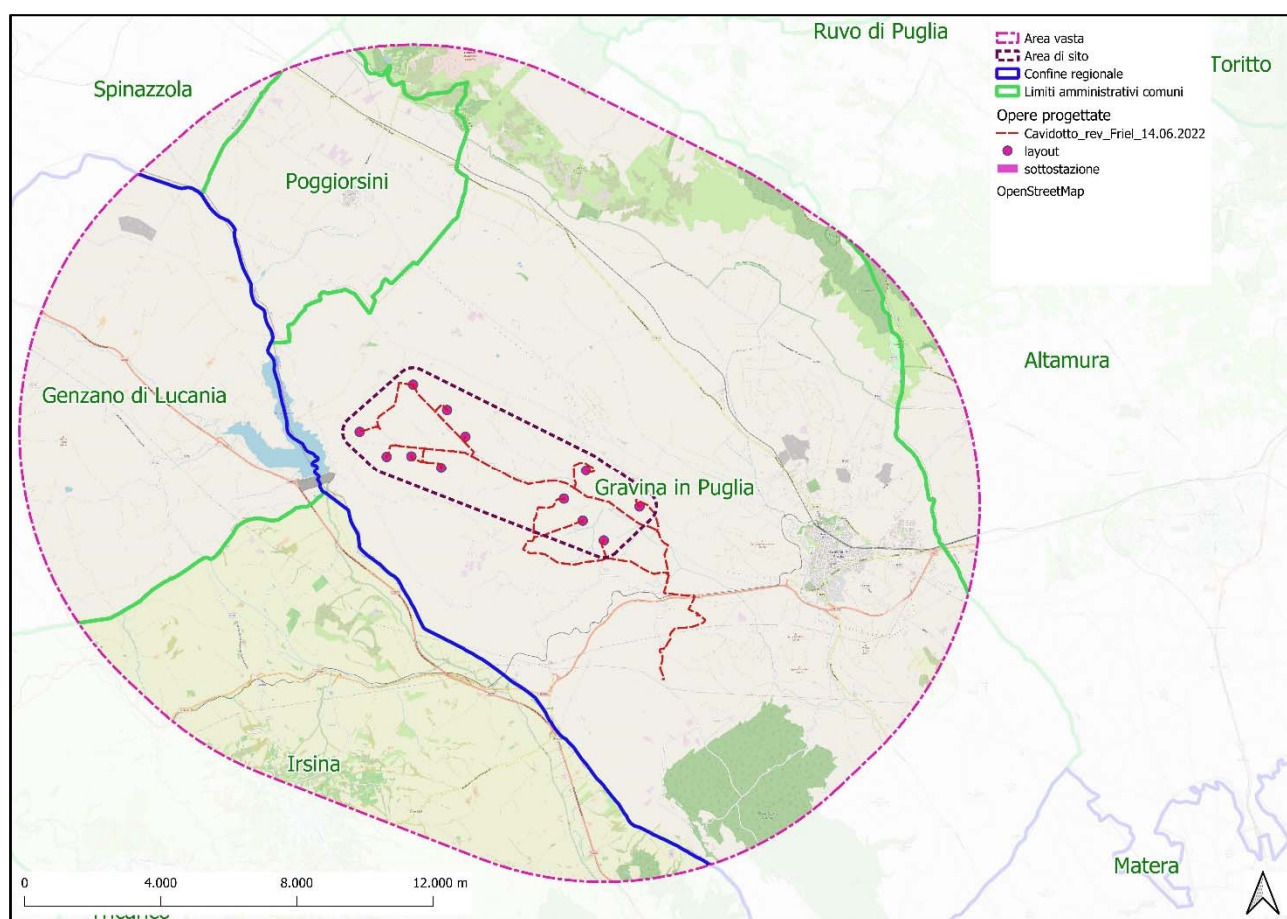 Ruvo di Puglia
Toritto
Spinazzola
Poggiorsini
Altamura
Genzano di Lucania
Gravina in Puglia
Irsina
Matera
Area vasta
Area di sito
Confine regionale
Limiti amministrativi comuni
Opere progettate
Cavidotto_rev_Friel_14.06.2022
layout
sottostazione
OpenStreetMap
0 4.000 8.000 12.000 m